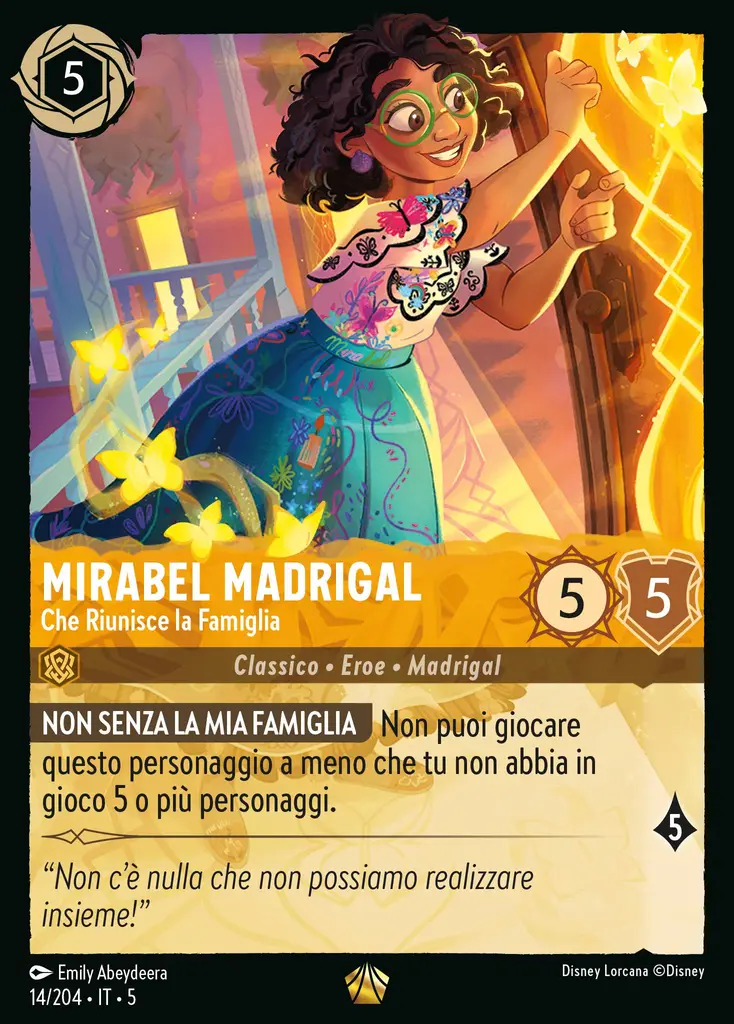 5
MIRABEL MADRIGAL
Che Riunisce la Famiglia
5
5
Classico • Eroe • Madrigal
NON SENZA LA MIA FAMIGLIA Non puoi giocare
questo personaggio a meno che tu non abbia in
gioco 5 o più personaggi.
5
“Non c’è nulla che non possiamo realizzare
insieme!”
Emily Abeydeera
Disney Lorcana ©Disney
14/204 • IT • 5